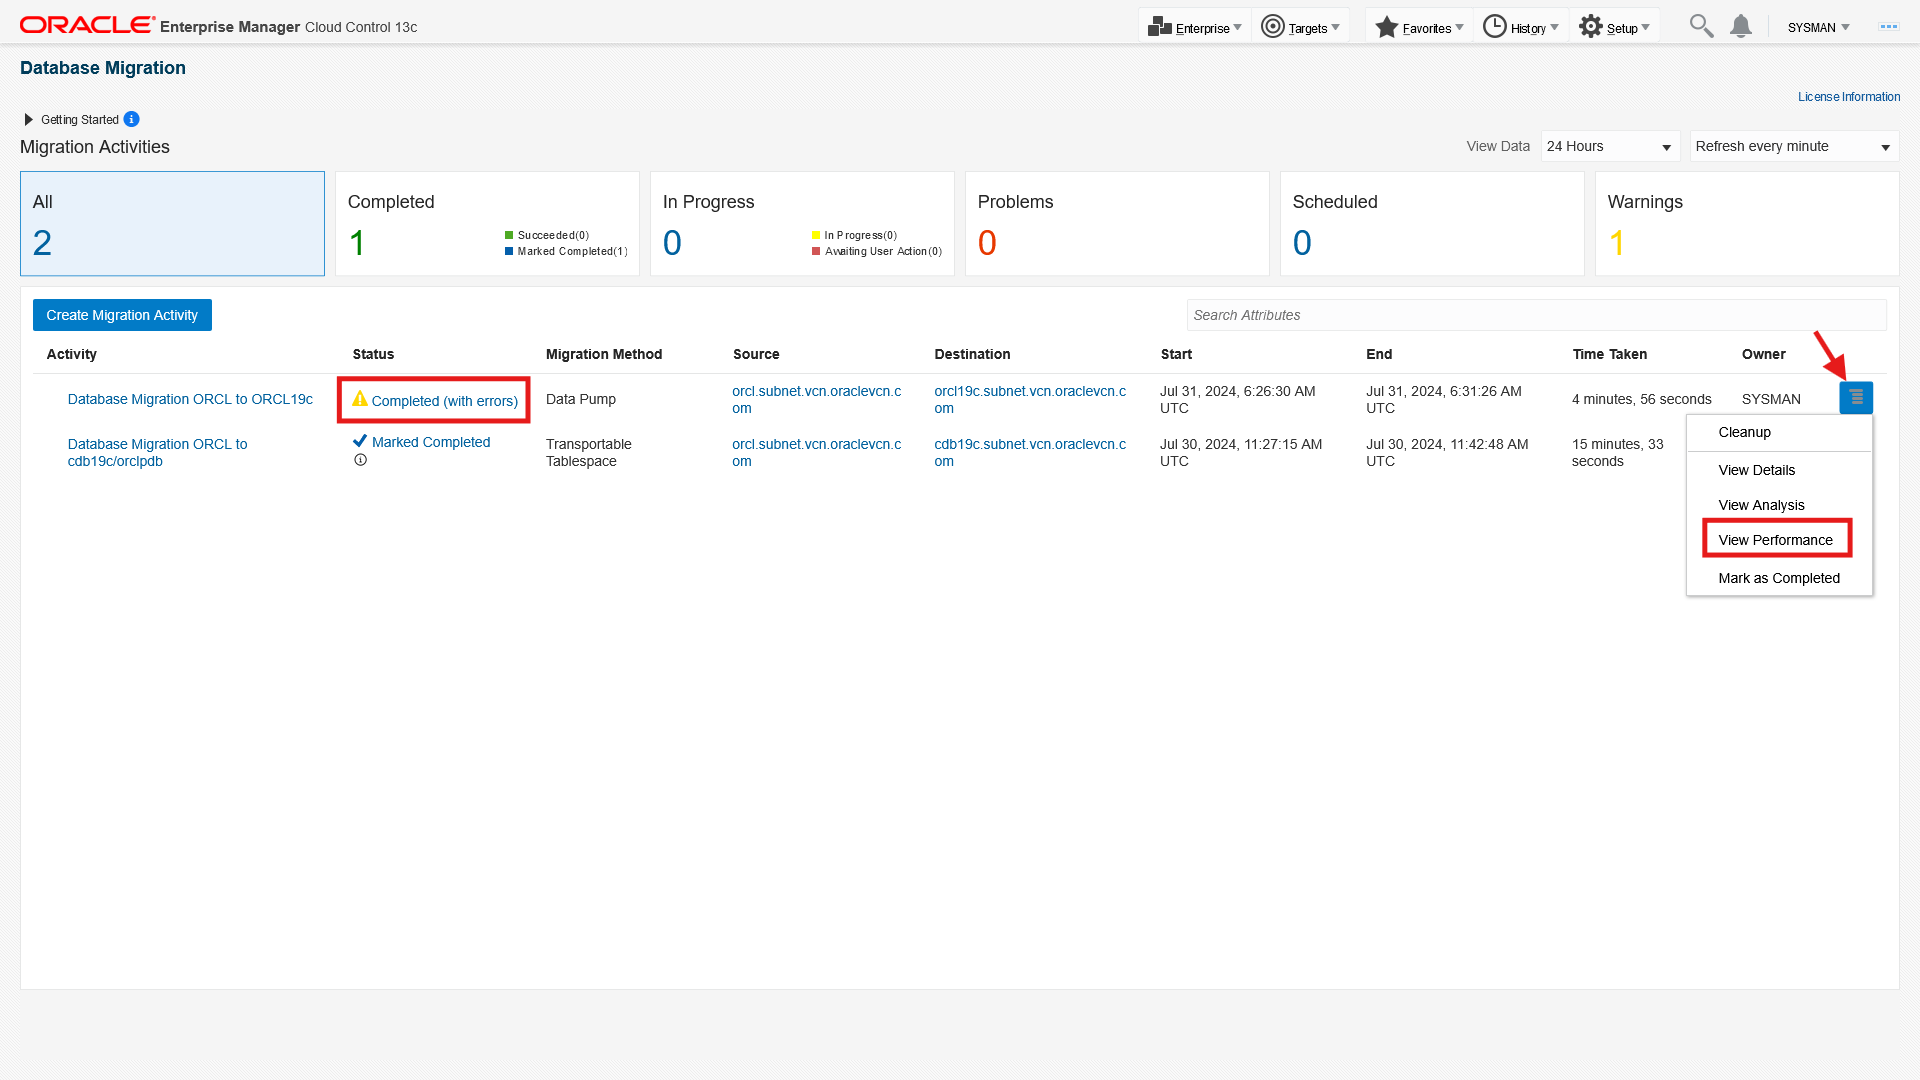 ORACLE Enterprise Manager Cloud Control 13c
Enterprise
Targets
Favorites
History
Setup
SYSMAN
Database Migration
License Information
Getting Started
Migration Activities
View Data
24 Hours
Refresh every minute
All
2
Completed
1
Succeeded(0)
Marked Completed(1)
In Progress
0
In Progress(0)
Awaiting User Action(0)
Problems
0
Scheduled
0
Warnings
1
Create Migration Activity
Search Attributes
Activity Status Migration Method Source Destination Start End Time Taken Owner
Database Migration ORCL to ORCL19c
Completed (with errors)
Data Pump
orcl.subnet.vcn.oraclevcn.c
om
orcl19c.subnet.vcn.oraclevcn.c
om
Jul 31, 2024, 6:26:30 AM
UTC
Jul 31, 2024, 6:31:26 AM
UTC
4 minutes, 56 seconds
SYSMAN
Database Migration ORCL to
cdb19c/orclpdb
Marked Completed
Transportable
Tablespace
orcl.subnet.vcn.oraclevcn.c
om
cdb19c.subnet.vcn.oraclevcn.c
om
Jul 30, 2024, 11:27:15 AM
UTC
Jul 30, 2024, 11:42:48 AM
UTC
15 minutes, 33
seconds
Cleanup
View Details
View Analysis
View Performance
Mark as Completed